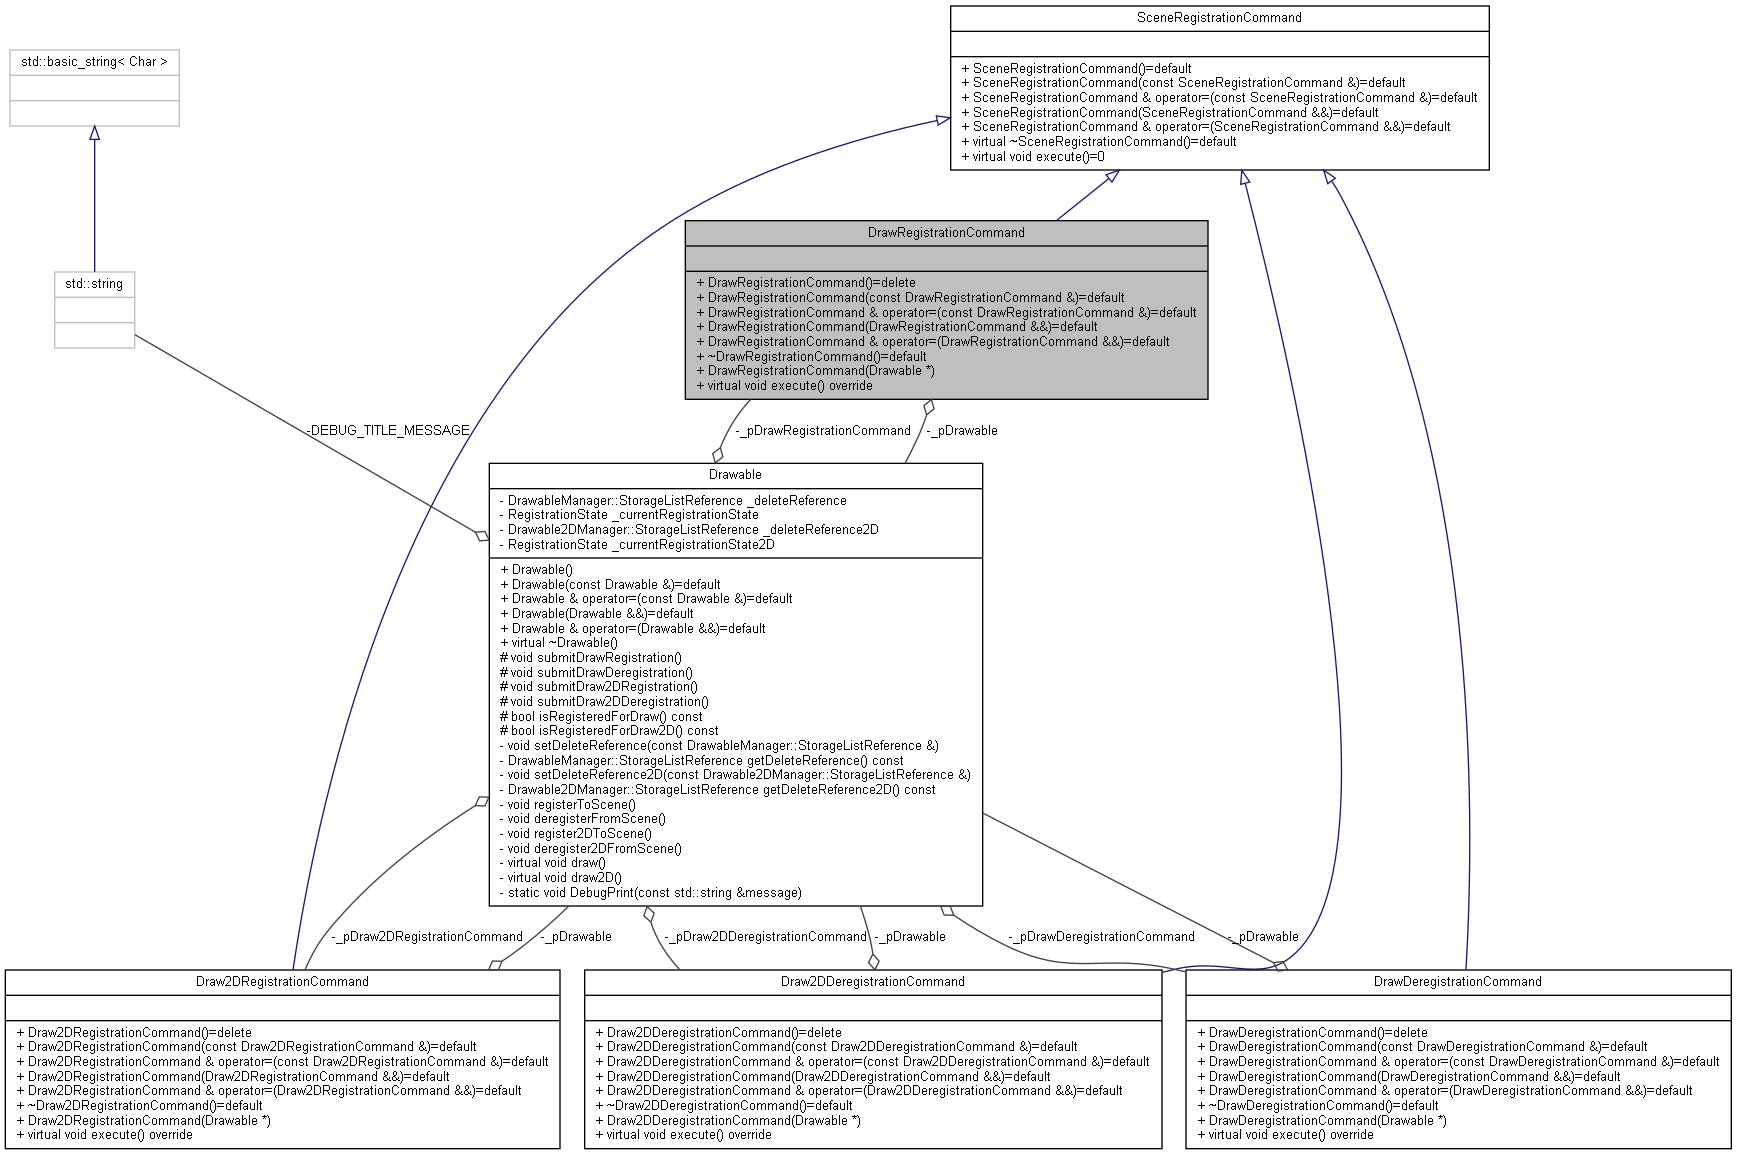 SceneRegistrationCommand
+ SceneRegistrationCommand()=default
+ SceneRegistrationCommand(const SceneRegistrationCommand &)=default
+ SceneRegistrationCommand & operator=(const SceneRegistrationCommand &)=default
+ SceneRegistrationCommand(SceneRegistrationCommand &&)=default
+ SceneRegistrationCommand & operator=(SceneRegistrationCommand &&)=default
+ virtual ~SceneRegistrationCommand()=default
+ virtual void execute()=0
std::basic_string< Char >
std::string
DrawRegistrationCommand
+ DrawRegistrationCommand()=delete
+ DrawRegistrationCommand(const DrawRegistrationCommand &)=default
+ DrawRegistrationCommand & operator=(const DrawRegistrationCommand &)=default
+ DrawRegistrationCommand(DrawRegistrationCommand &&)=default
+ DrawRegistrationCommand & operator=(DrawRegistrationCommand &&)=default
+ ~DrawRegistrationCommand()=default
+ DrawRegistrationCommand(Drawable *)
+ virtual void execute() override
-DEBUG_TITLE_MESSAGE
-_pDrawRegistrationCommand
-_pDrawable
Drawable
- DrawableManager::StorageListReference _deleteReference
- RegistrationState _currentRegistrationState
- Drawable2DManager::StorageListReference _deleteReference2D
- RegistrationState _currentRegistrationState2D
+ Drawable()
+ Drawable(const Drawable &)=default
+ Drawable & operator=(const Drawable &)=default
+ Drawable(Drawable &&)=default
+ Drawable & operator=(Drawable &&)=default
+ virtual ~Drawable()
# void submitDrawRegistration()
# void submitDrawDeregistration()
# void submitDraw2DRegistration()
# void submitDraw2DDeregistration()
# bool isRegisteredForDraw() const
# bool isRegisteredForDraw2D() const
- void setDeleteReference(const DrawableManager::StorageListReference &)
- DrawableManager::StorageListReference getDeleteReference() const
- void setDeleteReference2D(const Drawable2DManager::StorageListReference &)
- Drawable2DManager::StorageListReference getDeleteReference2D() const
- void registerToScene()
- void deregisterFromScene()
- void register2DToScene()
- void deregister2DFromScene()
- virtual void draw()
- virtual void draw2D()
- static void DebugPrint(const std::string &message)
-_pDraw2DRegistrationCommand
-_pDrawable
-_pDraw2DDeregistrationCommand
-_pDrawable
-_pDrawDeregistrationCommand
-_pDrawable
Draw2DRegistrationCommand
+ Draw2DRegistrationCommand()=delete
+ Draw2DRegistrationCommand(const Draw2DRegistrationCommand &)=default
+ Draw2DRegistrationCommand & operator=(const Draw2DRegistrationCommand &)=default
+ Draw2DRegistrationCommand(Draw2DRegistrationCommand &&)=default
+ Draw2DRegistrationCommand & operator=(Draw2DRegistrationCommand &&)=default
+ ~Draw2DRegistrationCommand()=default
+ Draw2DRegistrationCommand(Drawable *)
+ virtual void execute() override
Draw2DDeregistrationCommand
+ Draw2DDeregistrationCommand()=delete
+ Draw2DDeregistrationCommand(const Draw2DDeregistrationCommand &)=default
+ Draw2DDeregistrationCommand & operator=(const Draw2DDeregistrationCommand &)=default
+ Draw2DDeregistrationCommand(Draw2DDeregistrationCommand &&)=default
+ Draw2DDeregistrationCommand & operator=(Draw2DDeregistrationCommand &&)=default
+ ~Draw2DDeregistrationCommand()=default
+ Draw2DDeregistrationCommand(Drawable *)
+ virtual void execute() override
DrawDeregistrationCommand
+ DrawDeregistrationCommand()=delete
+ DrawDeregistrationCommand(const DrawDeregistrationCommand &)=default
+ DrawDeregistrationCommand & operator=(const DrawDeregistrationCommand &)=default
+ DrawDeregistrationCommand(DrawDeregistrationCommand &&)=default
+ DrawDeregistrationCommand & operator=(DrawDeregistrationCommand &&)=default
+ ~DrawDeregistrationCommand()=default
+ DrawDeregistrationCommand(Drawable *)
+ virtual void execute() override